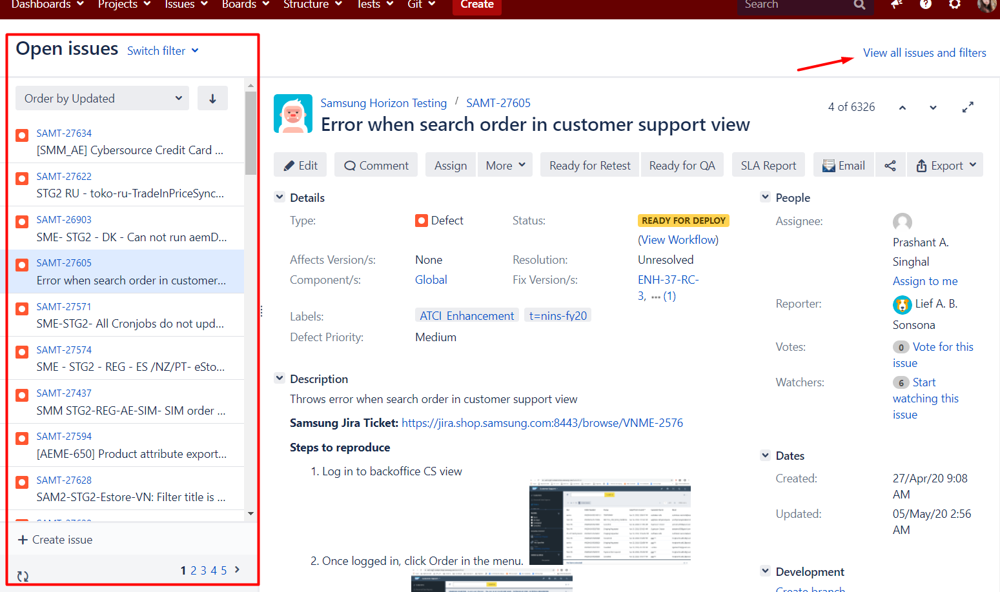 Dashboards Projects Issues Boards Structure Tests Git Create Search
Open issues Switch filter
View all issues and filters
Order by Updated
SAMT-27634
[SMM_AE] Cybersource Credit Card ...
SAMT-27622
STG2 RU - toko-ru-TradeInPriceSync...
SAMT-26903
SME- STG2 - DK - Can not run aemD...
SAMT-27605
Error when search order in customer...
SAMT-27571
SME-STG2- All Cronjobs do not upd...
SAMT-27574
SME - STG2 - REG - ES /NZ/PT- eSto...
SAMT-27437
SMM STG2-REG-AE-SIM- SIM order ...
SAMT-27594
[AEME-650] Product attribute export...
SAMT-27628
SAM2-STG2-Estore-VN: Filter title is ...
+ Create issue
1 2 3 4 5
Samsung Horizon Testing / SAMT-27605
4 of 6326
Error when search order in customer support view
Edit Comment Assign More Ready for Retest Ready for QA SLA Report Email Export
Details
Type: Defect Status: READY FOR DEPLOY
(View Workflow)
Affects Version/s: None Resolution: Unresolved
Component/s: Global Fix Version/s: ENH-37-RC-
3, ... (1)
Labels: ATCI_Enhancement t=nins-fy20
Defect Priority: Medium
Description
Throws error when search order in customer support view
Samsung Jira Ticket: https://jira.shop.samsung.com:8443/browse/VNME-2576
Steps to reproduce
1. Log in to backoffice CS view
2. Once logged in, click Order in the menu.
People
Assignee:
Prashant A.
Singhal
Assign to me
Reporter: Lief A. B.
Sonsona
Votes: 0 Vote for this
issue
Watchers: 6 Start
watching this
issue
Dates
Created: 27/Apr/20 9:08
AM
Updated: 05/May/20 2:56
AM
Development
Create branch